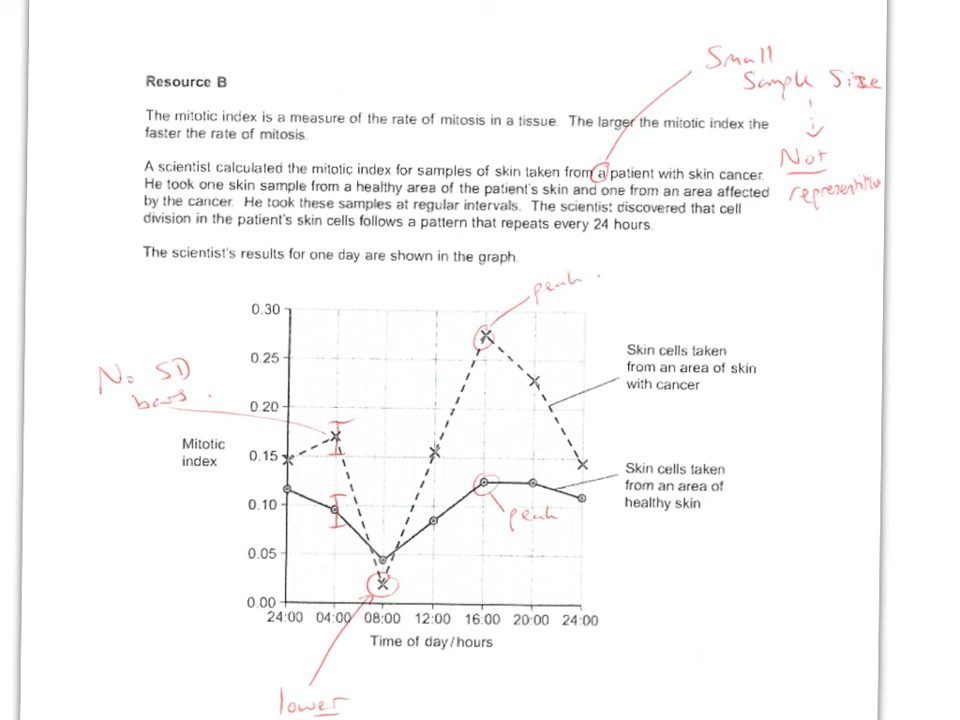 Small
Sample Size
Resource B
The mitotic index is a measure of the rate of mitosis in a tissue. The larger the mitotic index the
faster the rate of mitosis.
Not
A scientist calculated the mitotic index for samples of skin taken from a patient with skin cancer.
He took one skin sample from a healthy area of the patient's skin and one from an area affected
representitive
by the cancer. He took these samples at regular intervals. The scientist discovered that cell
division in the patient's skin cells follows a pattern that repeats every 24 hours.
The scientist's results for one day are shown in the graph.
peak.
0.30
Skin cells taken
from an area of skin
with cancer
0.25
No SD
bars.
0.20
Mitotic
index
0.15
Skin cells taken
from an area of
healthy skin
0.10
peak
0.05
0.00
24:00 04:00 08:00 12:00 16:00 20:00 24:00
Time of day/hours
lower